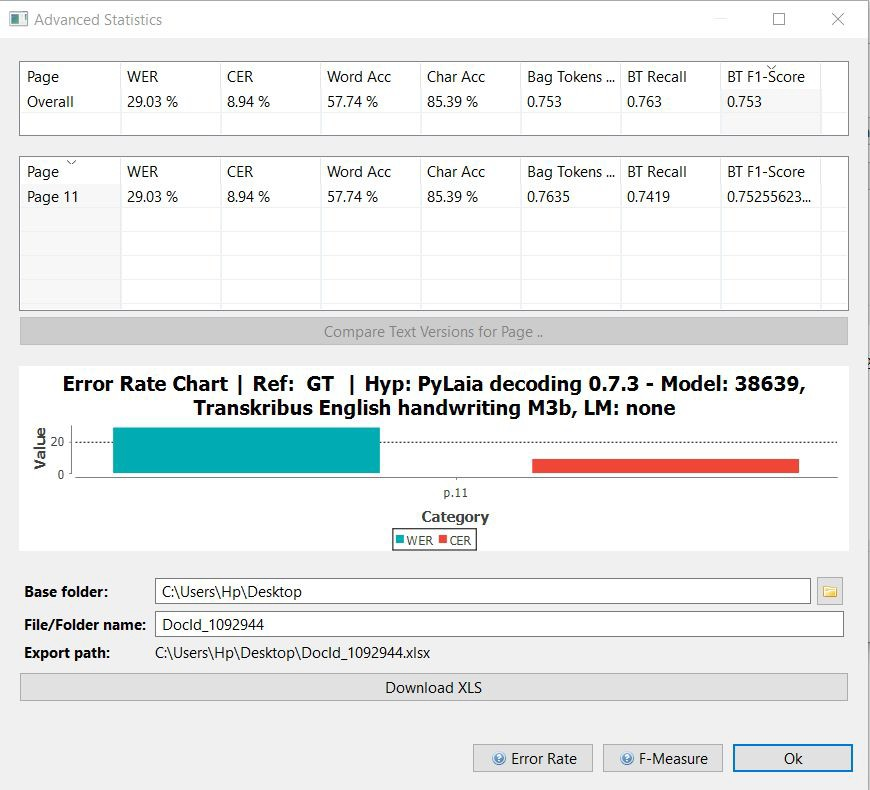 Advanced Statistics
Page WER CER Word Acc Char Acc Bag Tokens ... BT Recall BT F1-Score
Overall 29.03 % 8.94 % 57.74 % 85.39 % 0.753 0.763 0.753
Page WER CER Word Acc Char Acc Bag Tokens ... BT Recall BT F1-Score
Page 11 29.03 % 8.94 % 57.74 % 85.39 % 0.7635 0.7419 0.75255623...
Compare Text Versions for Page ..
Error Rate Chart | Ref: GT | Hyp: PyLaia decoding 0.7.3 - Model: 38639,
Transkribus English handwriting M3b, LM: none
Value
20
0
p.11
Category
WER CER
Base folder: C:\Users\Hp\Desktop
File/Folder name: DocId_1092944
Export path: C:\Users\Hp\Desktop\DocId_1092944.xlsx
Download XLS
Error Rate F-Measure Ok